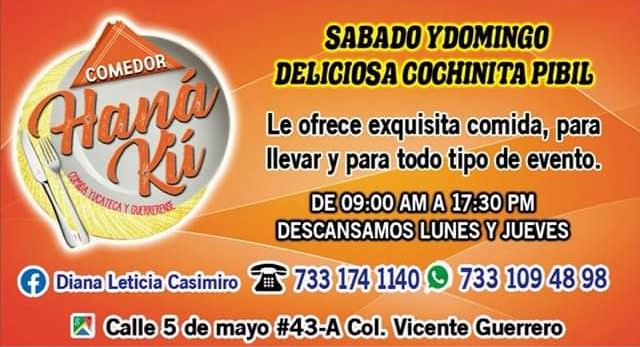 COMEDOR
Haná
Kú
COMIDA YUCATECA Y GUERRERENSE
SABADO YDOMINGO
DELICIOSA COCHINITA PIBIL
Le ofrece exquisita comida, para
llevar y para todo tipo de evento.
DE 09:00 AM A 17:30 PM
DESCANSAMOS LUNES Y JUEVES
Diana Leticia Casimiro 733 174 1140 733 109 48 98
Calle 5 de mayo #43-A Col. Vicente Guerrero